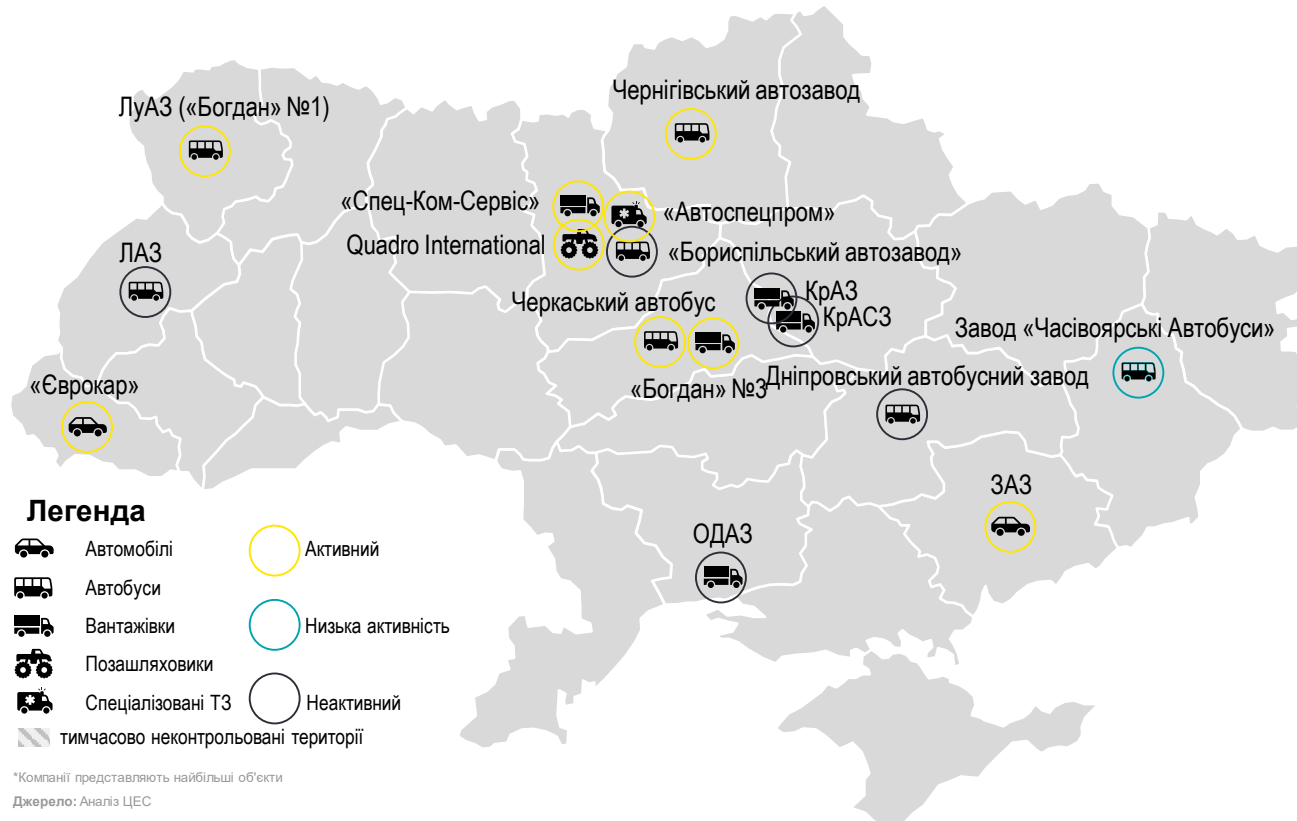 Чернігівський автозавод
ЛуАЗ («Богдан» №1)
«Спец-Ком-Сервіс»
«Автоспецпром»
Quadro International
«Бориспільський автозавод»
ЛАЗ
КрАЗ
Черкаський автобус
КрАСЗ
Завод «Часівоярські Автобуси»
«Єврокар»
«Богдан» №3
Дніпровський автобусний завод
ЗАЗ
ОДАЗ
Легенда
Автомобілі
Активний
Автобуси
Вантажівки
Низька активність
Позашляховики
Спеціалізовані ТЗ
Неактивний
тимчасово неконтрольовані території
*Компанії представляють найбільші об'єкти
Джерело: Аналіз ЦЕС